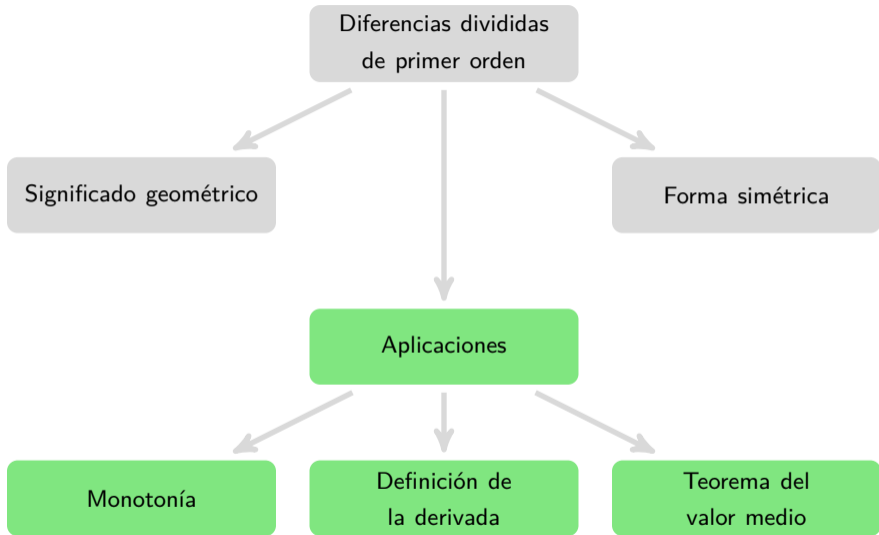 Diferencias divididas
de primer orden
Significado geométrico
Forma simétrica
Aplicaciones
Monotonía
Definición de
la derivada
Teorema del
valor medio